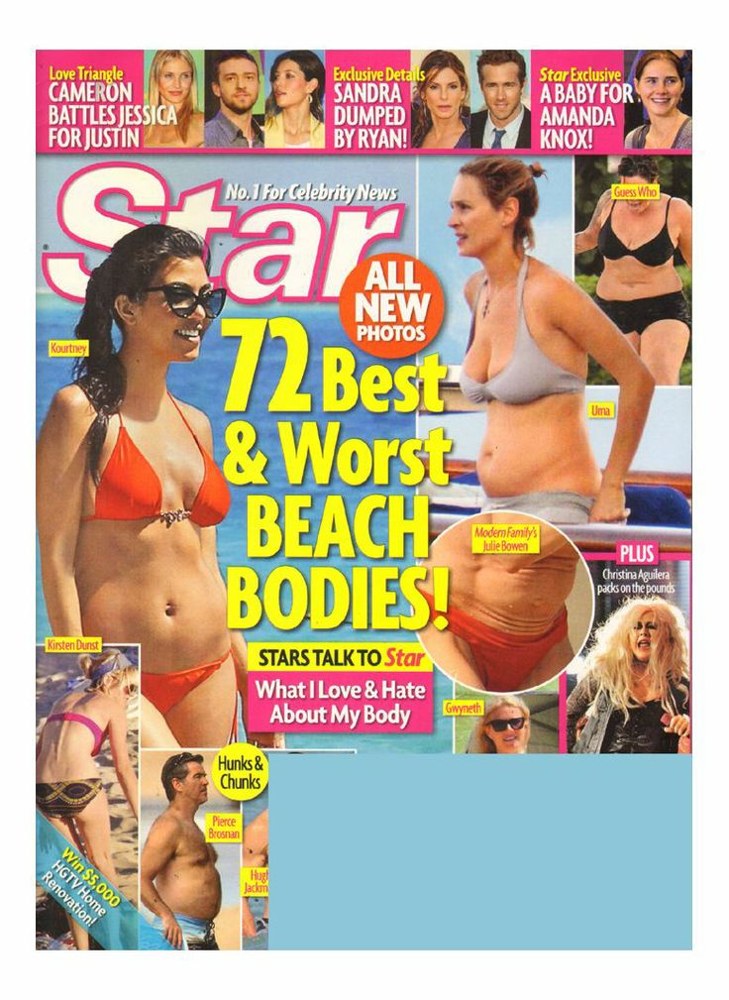 Love Triangle
CAMERON
BATTLES JESSICA
FOR JUSTIN
Exclusive Details
SANDRA
DUMPED
BY RYAN!
Star Exclusive
A BABY FOR
AMANDA
KNOX!
No. 1 For Celebrity News
Star
®
Guess Who
ALL
NEW
PHOTOS
Kourtney
72 Best
& Worst
BEACH
BODIES!
Uma
Modern Family's
Julie Bowen
PLUS
Christina Aguilera
packs on the pounds
STARS TALK TO Star
What I Love & Hate
About My Body
Kirsten Dunst
Gwyneth
Hunks &
Chunks
Pierce
Brosnan
Hugh
Jackm
Win $5,000
HGTV Home
Renovation!